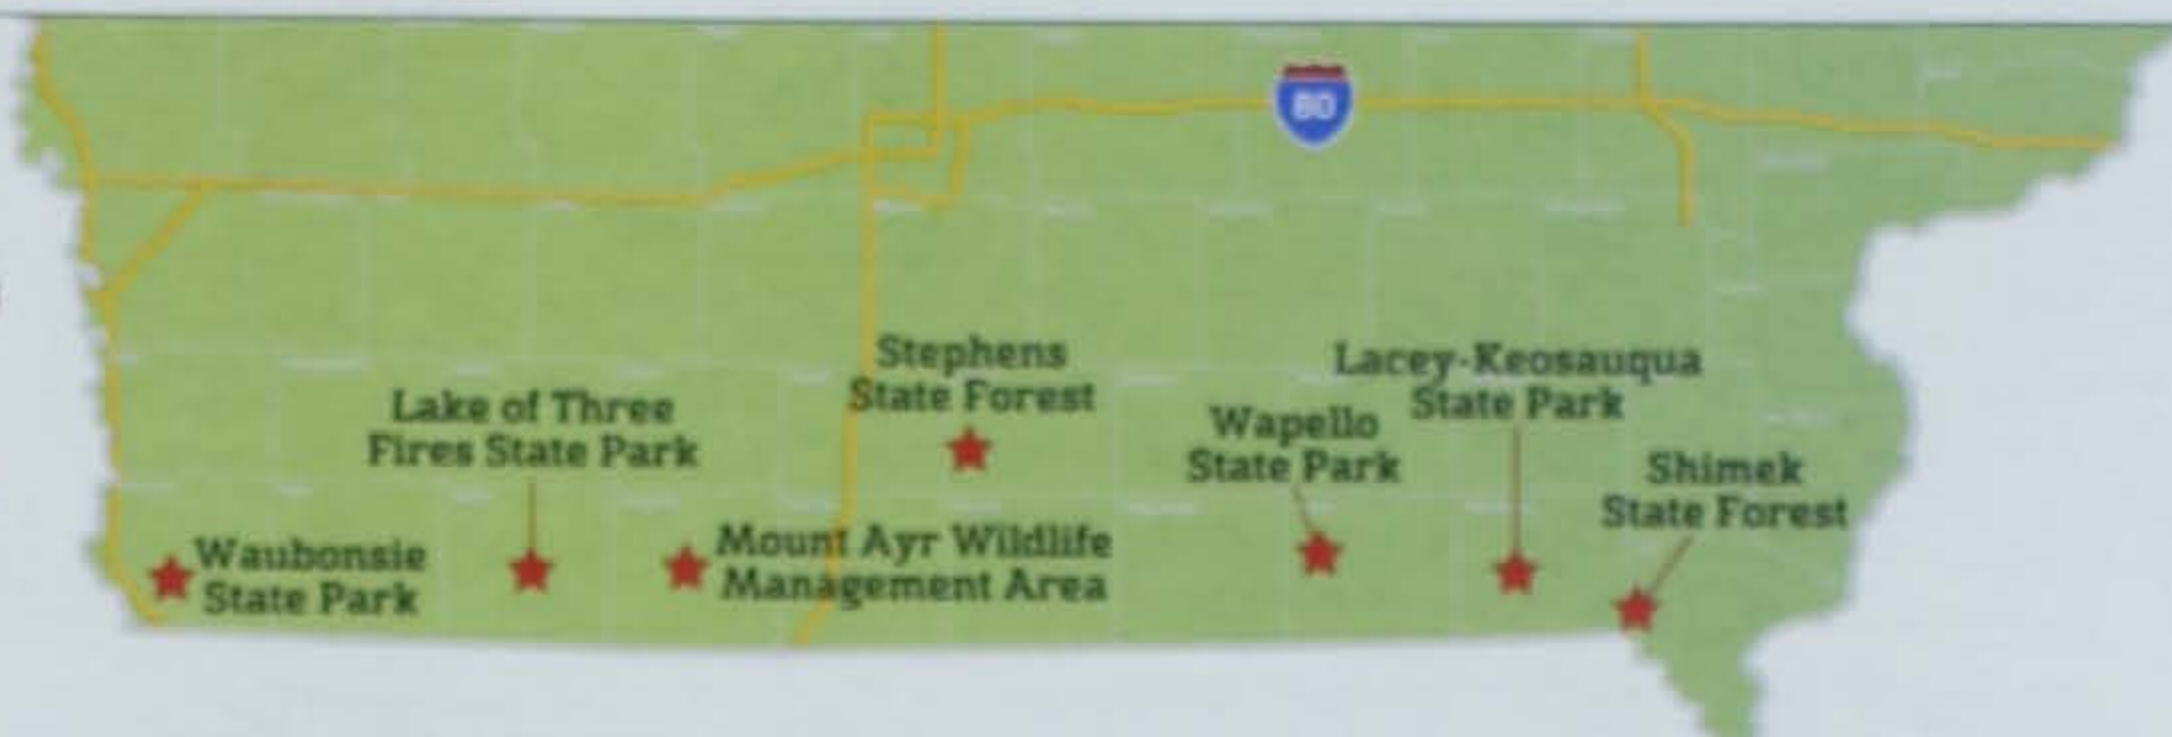 80
Stephens
State Forest
Lacey-Keosauqua
State Park
Lake of Three
Fires State Park
Wapello
State Park
Shimek
State Forest
Waubonsie
State Park
Mount Ayr Wildlife
Management Area